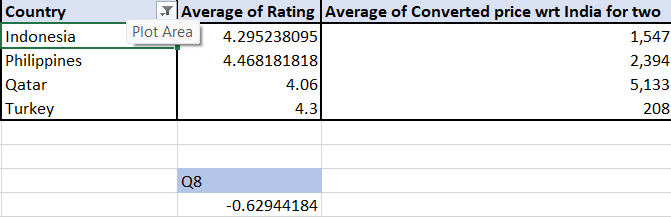 Country Average of Rating Average of Converted price wrt India for two
Plot Area
Indonesia 4.295238095 1,547
Philippines 4.468181818 2,394
Qatar 4.06 5,133
Turkey 4.3 208
Q8
-0.62944184